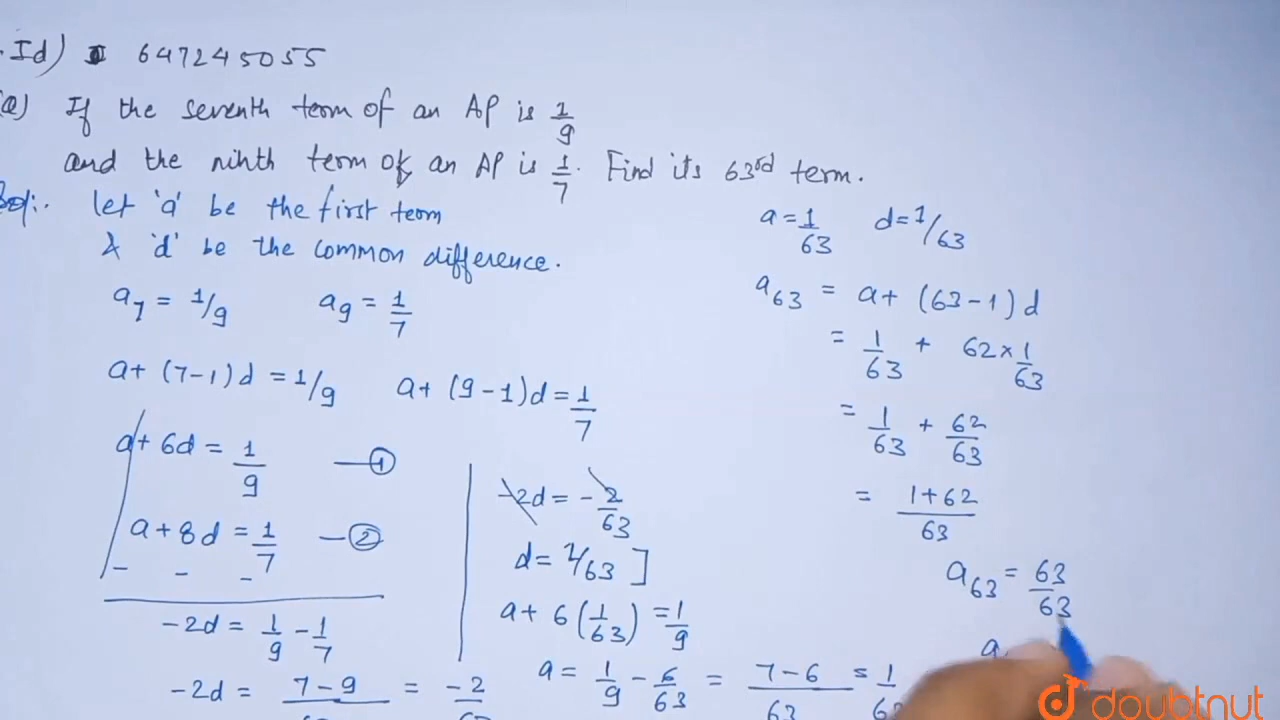 .Id) 647245055
(Q) If the seventh term of an AP is 1/9
and the ninth term of an AP is 1/7. Find its 63rd term.
Sol:. let 'a' be the first term
& 'd' be the common difference.
a7 = 1/9 a9 = 1/7
a+ (7-1)d = 1/9 a+ (9-1)d = 1/7
a+ 6d = 1/9 —①
a+8d = 1/7 —②
- - -
-2d = 1/9 - 1/7
-2d = 7-9 = -2
-2d = -2/63
d = 1/63 ]
a+ 6(1/63) = 1/9
a = 1/9 - 6/63 = 7-6/63 = 1/63
a = 1/63 d = 1/63
a63 = a+ (63-1)d
= 1/63 + 62×1/63
= 1/63 + 62/63
= 1+62/63
a63 = 63/63
a
doubtnut